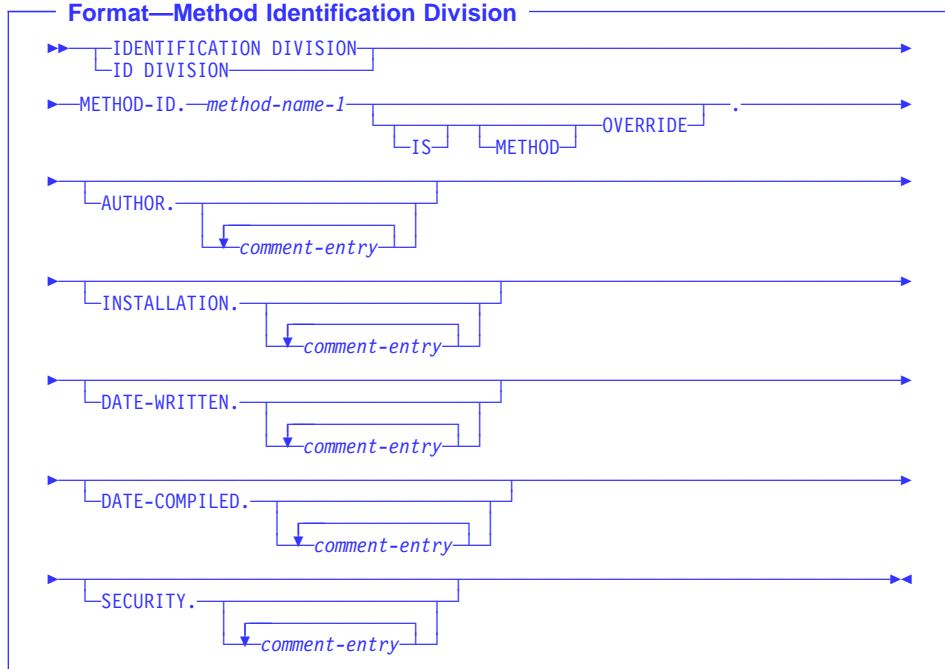 Format—Method Identification Division
IDENTIFICATION DIVISION
ID DIVISION
METHOD-ID. method-name-1 .
IS METHOD OVERRIDE
AUTHOR.
comment-entry
INSTALLATION.
comment-entry
DATE-WRITTEN.
comment-entry
DATE-COMPILED.
comment-entry
SECURITY.
comment-entry